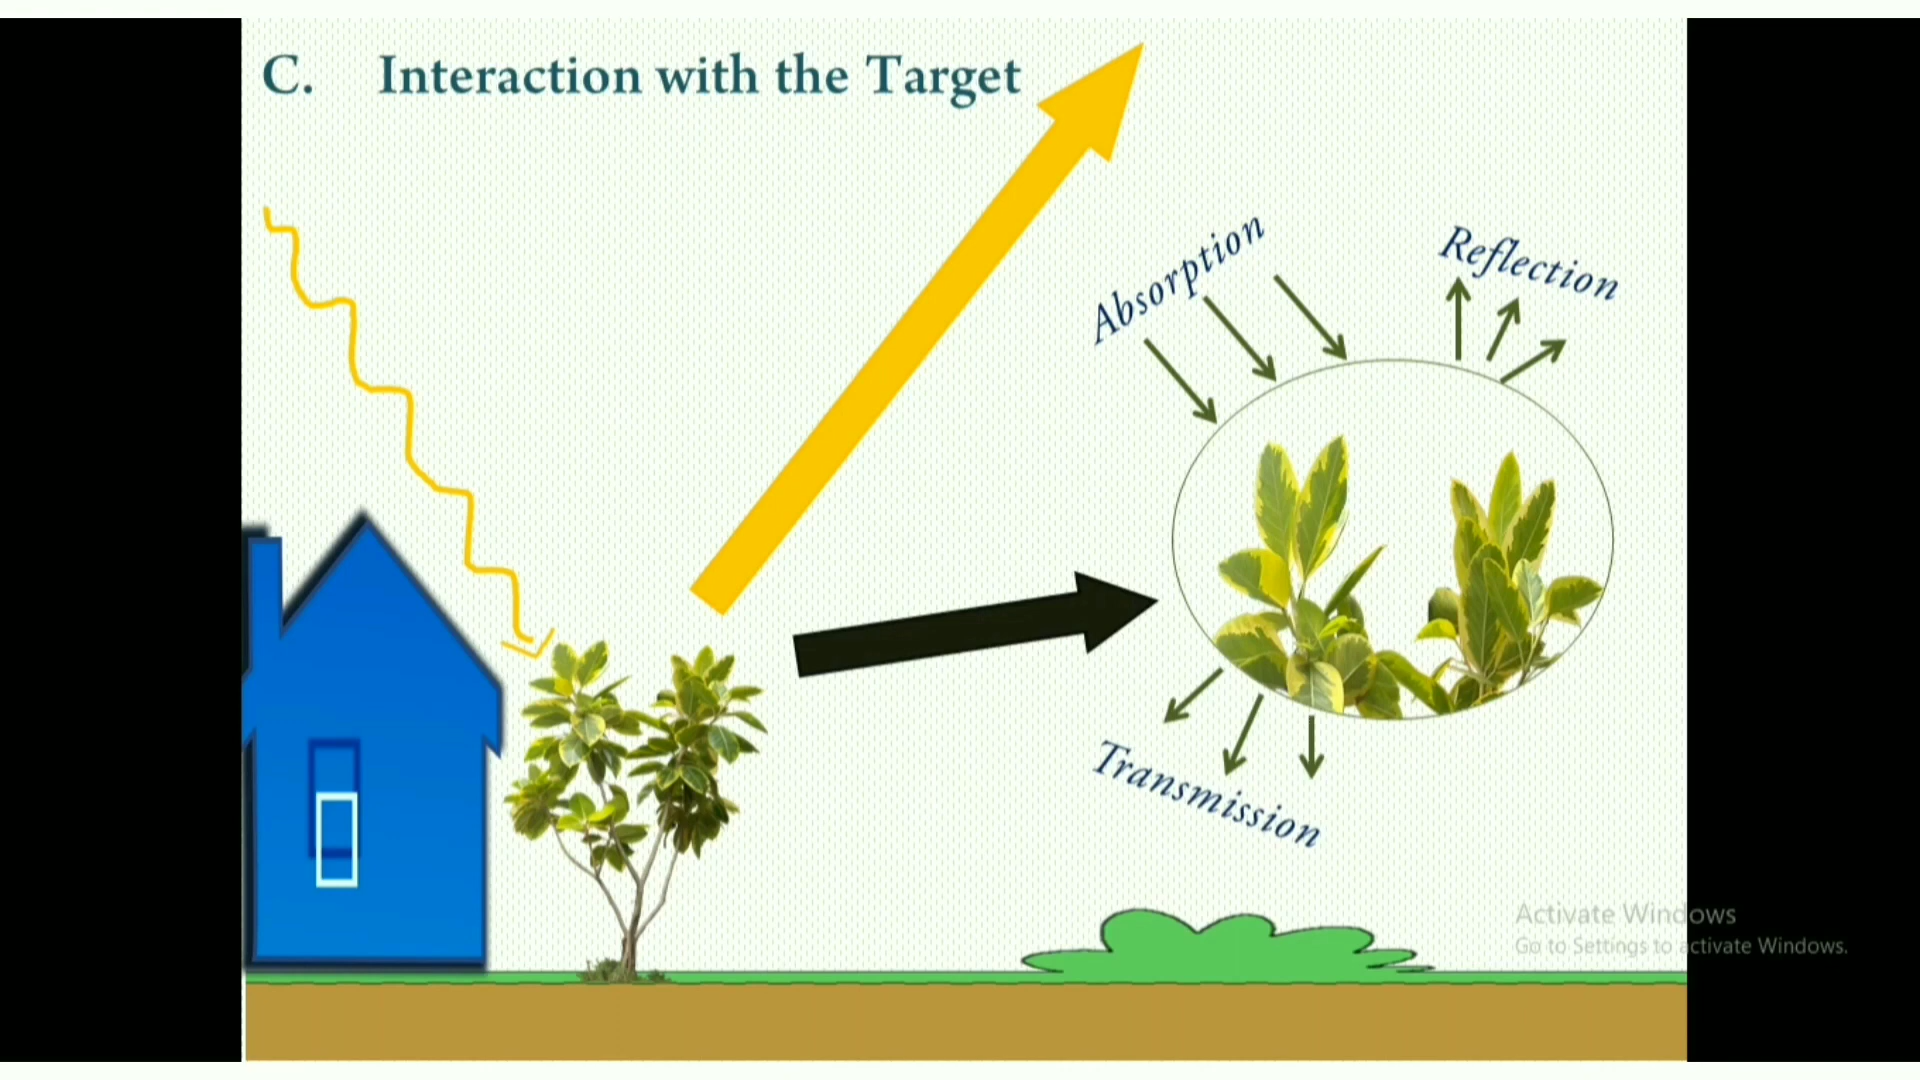 C. Interaction with the Target
Absorption
Reflection
Transmission
Activate Windows
Go to Settings to activate Windows.